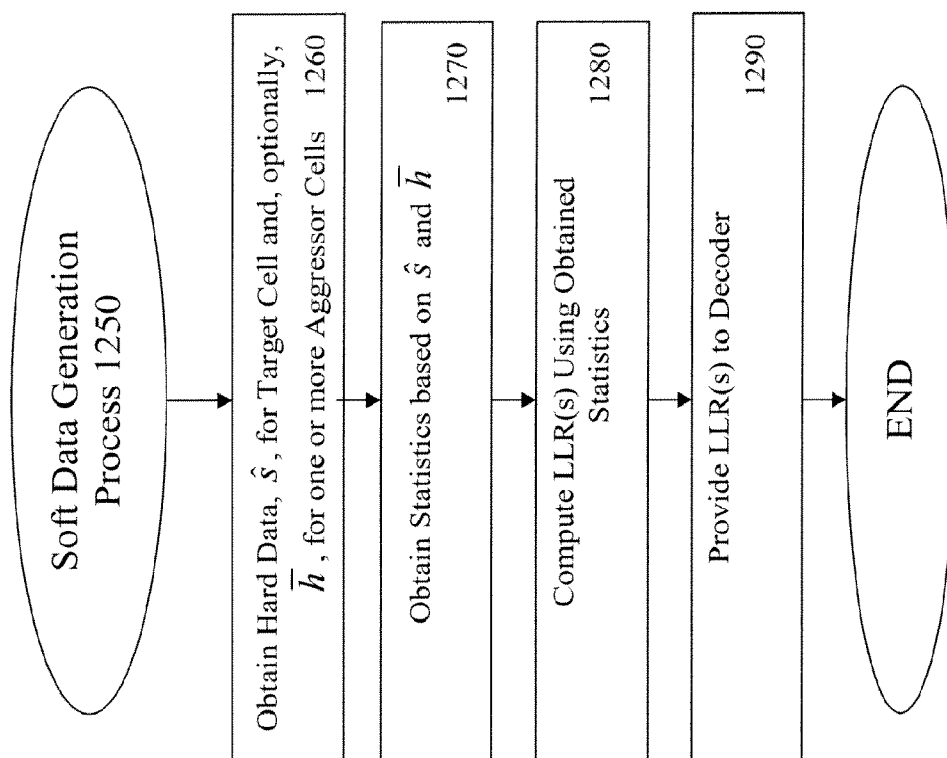 Soft Data Generation
Process 1250
Obtain Hard Data, ŝ, for Target Cell and, optionally,
h̅, for one or more Aggressor Cells 1260
Obtain Statistics based on ŝ and h̅
1270
Compute LLR(s) Using Obtained
Statistics
1280
Provide LLR(s) to Decoder
1290
END